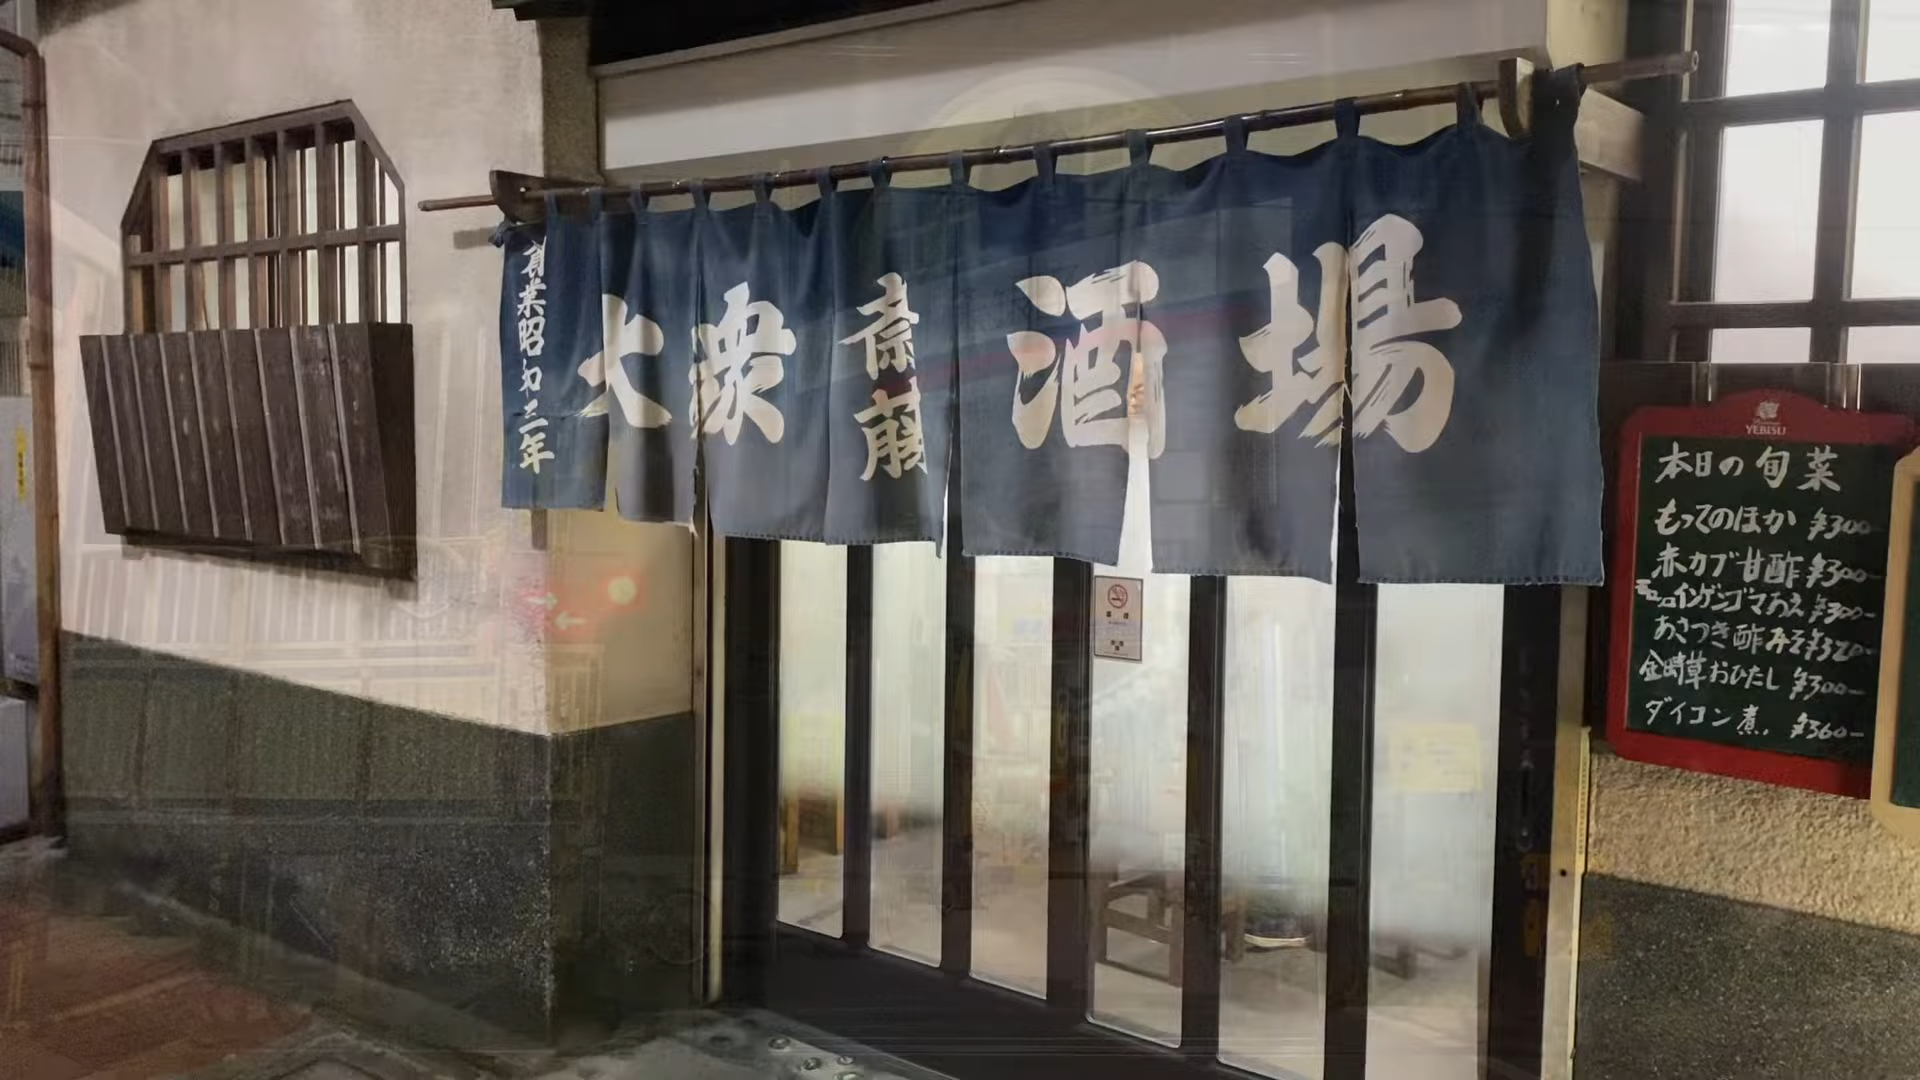 創業昭和三年
大衆
斎藤
酒場
YEBISU
本日の旬菜
もってのほか ¥300-
赤カブ甘酢 ¥300-
モロッコインゲンゴマあえ ¥300-
あさつき酢みそ ¥320-
金時草おひたし ¥300-
ダイコン煮 ¥360-